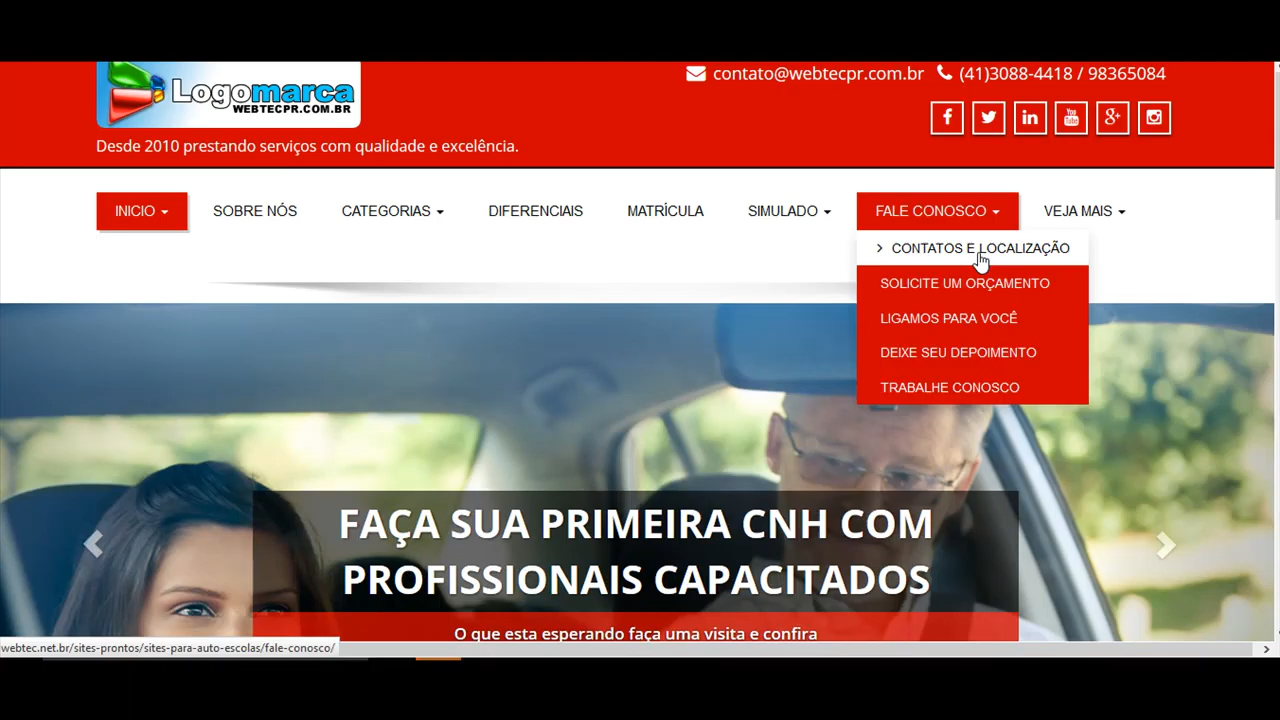 Logomarca
WEBTECPR.COM.BR
contato@webtecpr.com.br (41)3088-4418 / 98365084
Desde 2010 prestando serviços com qualidade e excelência.
INICIO SOBRE NÓS CATEGORIAS DIFERENCIAIS MATRÌCULA SIMULADO FALE CONOSCO VEJA MAIS
CONTATOS E LOCALIZAÇÃO
SOLICITE UM ORÇAMENTO
LIGAMOS PARA VOCÊ
DEIXE SEU DEPOIMENTO
TRABALHE CONOSCO
FAÇA SUA PRIMEIRA CNH COM
PROFISSIONAIS CAPACITADOS
O que esta esperando faça uma visita e confira
webtec.net.br/sites-prontos/sites-para-auto-escolas/fale-conosco/